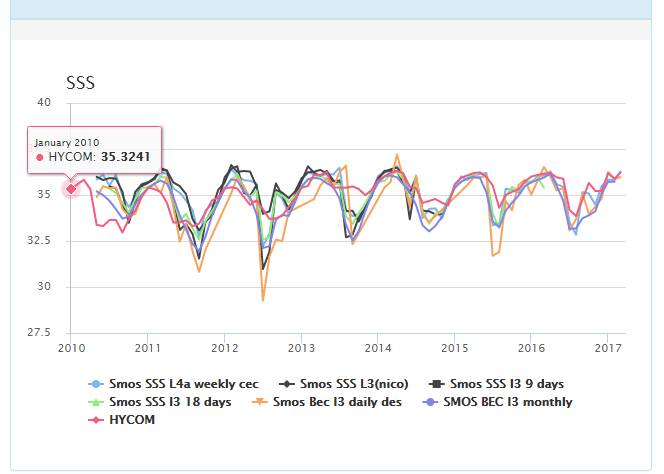 SSS
40
January 2010
HYCOM: 35.3241
35
32.5
30
27.5
2010 2011 2012 2013 2014 2015 2016 2017
Smos SSS L4a weekly cec Smos SSS L3(nico) Smos SSS l3 9 days
Smos SSS l3 18 days Smos Bec l3 daily des SMOS BEC l3 monthly
HYCOM